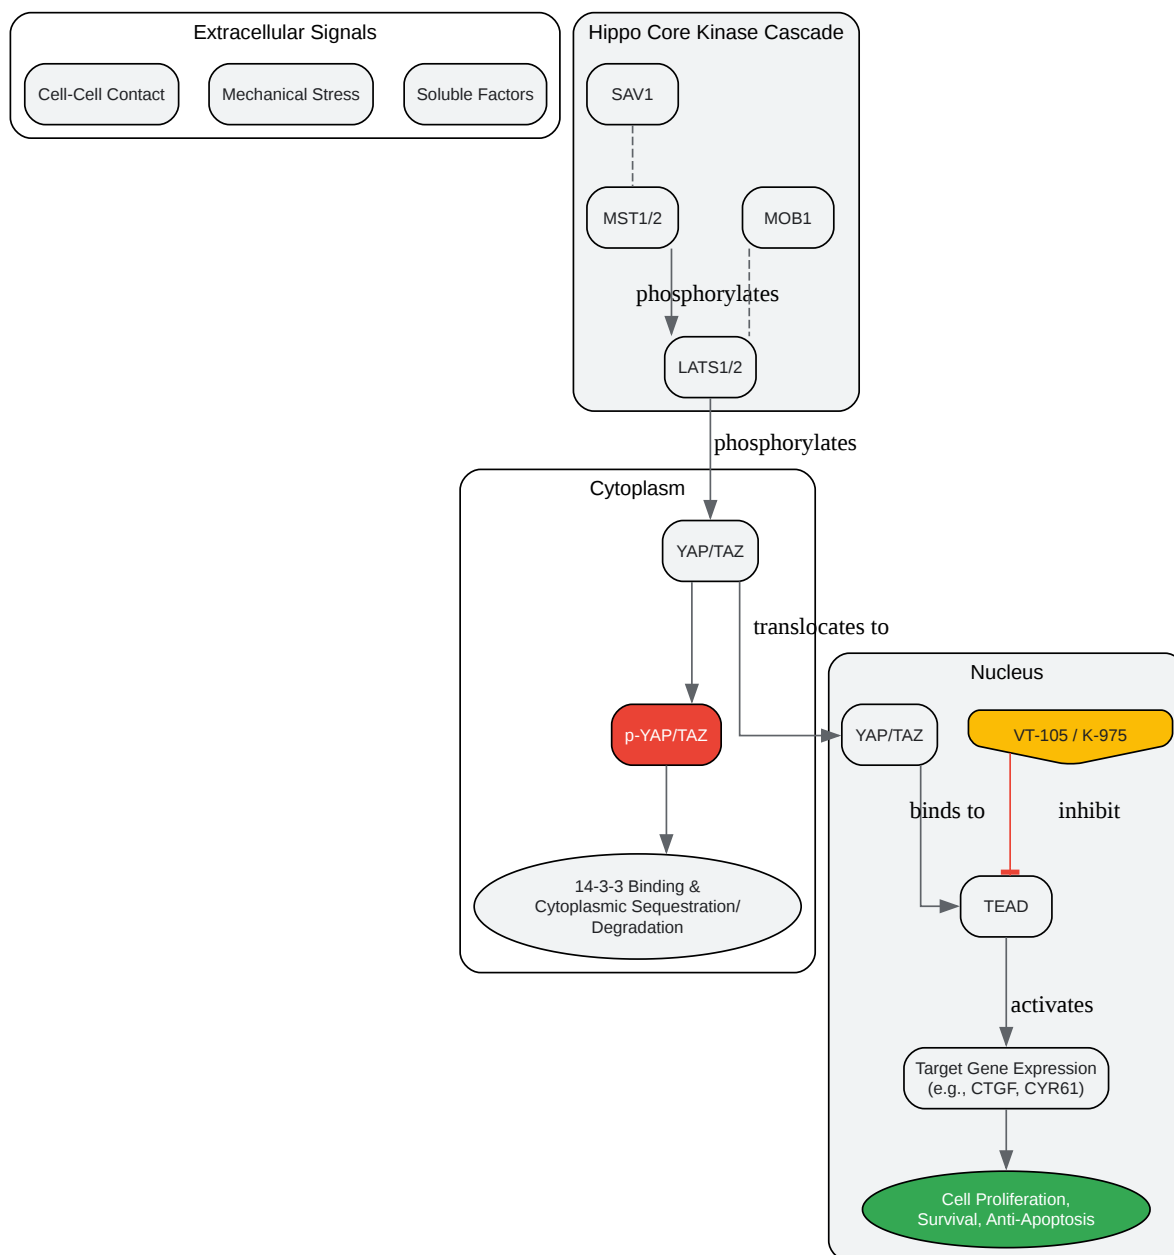 Extracellular Signals
Cell-Cell Contact
Mechanical Stress
Soluble Factors
Hippo Core Kinase Cascade
SAV1
MST1/2
MOB1
phosphorylates
LATS1/2
phosphorylates
Cytoplasm
YAP/TAZ
translocates to
p-YAP/TAZ
14-3-3 Binding &
Cytoplasmic Sequestration/
Degradation
Nucleus
YAP/TAZ
VT-105 / K-975
binds to
inhibit
TEAD
activates
Target Gene Expression
(e.g., CTGF, CYR61)
Cell Proliferation,
Survival, Anti-Apoptosis